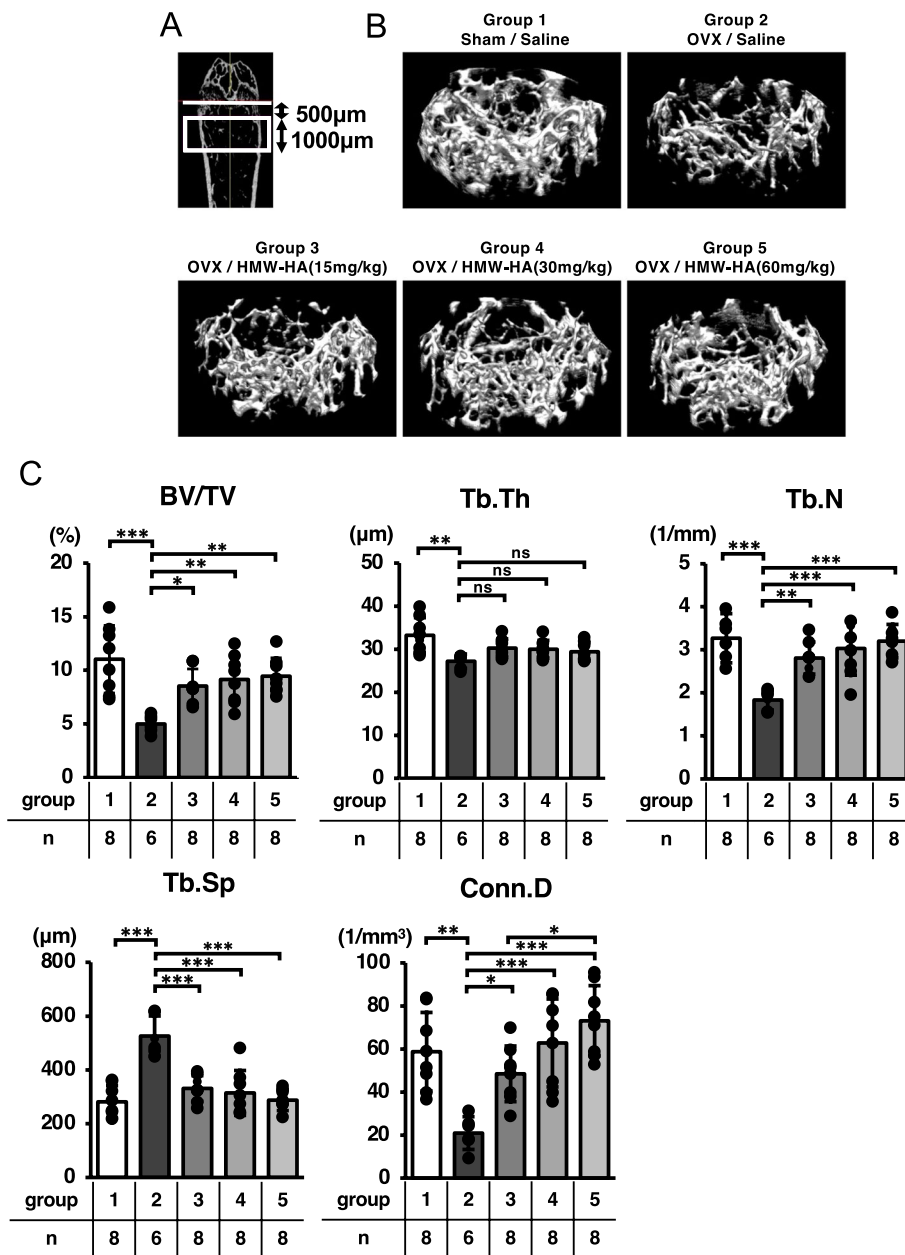 A
500µm
1000µm
B
Group 1
Sham / Saline
Group 2
OVX / Saline
Group 3
OVX / HMW-HA(15mg/kg)
Group 4
OVX / HMW-HA(30mg/kg)
Group 5
OVX / HMW-HA(60mg/kg)
C
BV/TV
(%)
***
**
**
*
20
15
10
5
0
group 1 2 3 4 5
n 8 6 8 8 8
Tb.Th
(µm)
**
ns
ns
ns
50
40
30
20
10
0
group 1 2 3 4 5
n 8 6 8 8 8
Tb.N
(1/mm)
***
***
***
**
5
4
3
2
1
0
group 1 2 3 4 5
n 8 6 8 8 8
Tb.Sp
(µm)
***
***
***
***
800
600
400
200
0
group 1 2 3 4 5
n 8 6 8 8 8
Conn.D
(1/mm³)
**
*
***
***
*
100
80
60
40
20
0
group 1 2 3 4 5
n 8 6 8 8 8